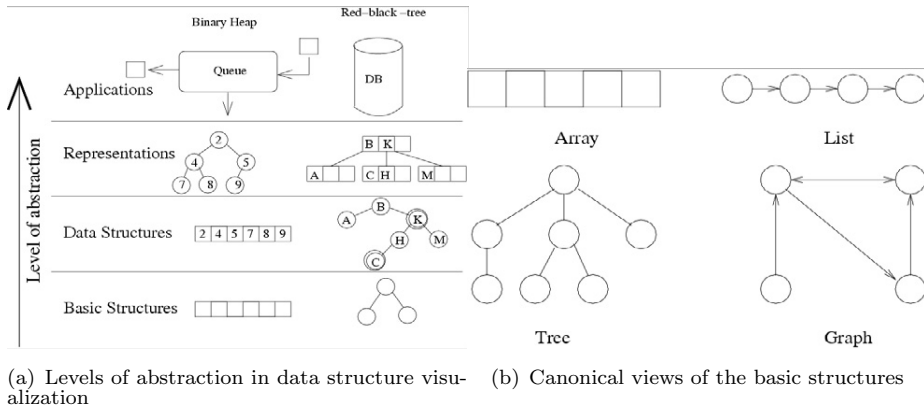 Binary Heap
Red-black-tree
Queue
DB
Applications
Level of abstraction
Representations
2
4 5
7 8 9
B K
A C H M
Data Structures
2 4 5 7 8 9
B
A K
H M
C
Basic Structures
Array
List
Tree
Graph
(a) Levels of abstraction in data structure visu-
alization
(b) Canonical views of the basic structures